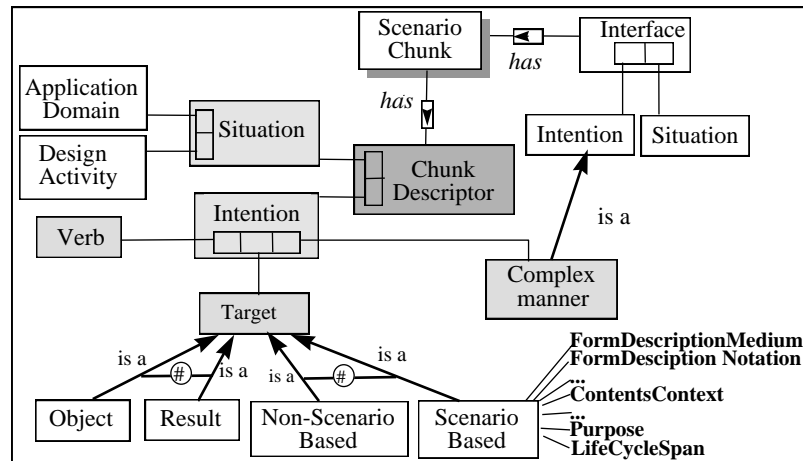 Scenario
Chunk
has
Interface
has
Application
Domain
Situation
Design
Activity
Chunk
Descriptor
Intention
Situation
is a
Intention
Verb
Complex
manner
Target
is a
#
is a
is a
#
is a
Object
Result
Non-Scenario
Based
Scenario
Based
FormDescriptionMedium
FormDesciption Notation
...
ContentsContext
...
Purpose
LifeCycleSpan